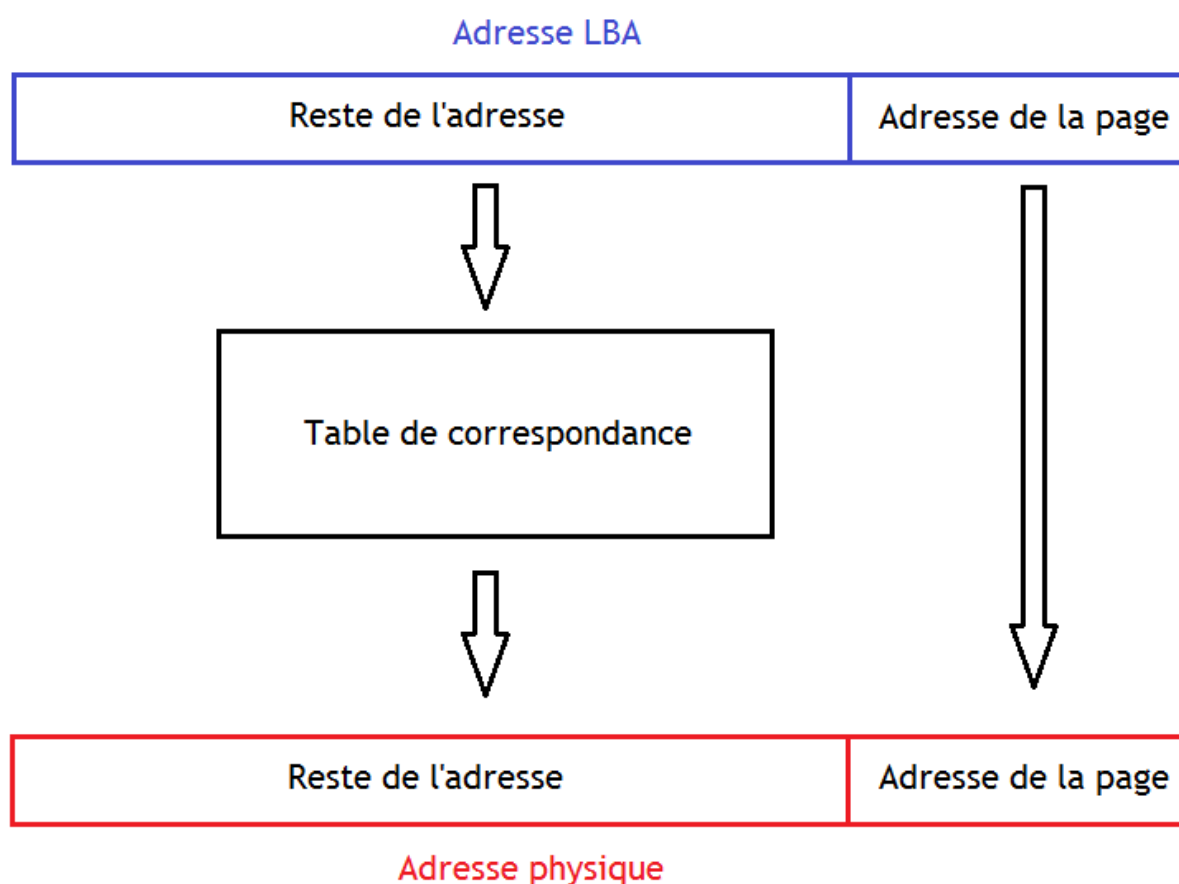 Adresse LBA
Reste de l'adresse
Adresse de la page
Table de correspondance
Reste de l'adresse
Adresse de la page
Adresse physique